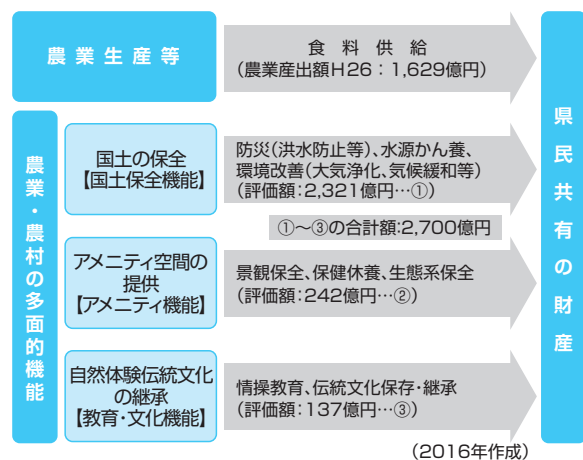 農業生産等
食料供給
（農業産出額H26：1,629億円）
農業・農村の多面的機能
国土の保全
【国土保全機能】
防災（洪水防止等）、水源かん養、
環境改善（大気浄化、気候緩和等）
（評価額：2,321億円…①）
①～③の合計額：2,700億円
アメニティ空間の
提供
【アメニティ機能】
景観保全、保健休養、生態系保全
（評価額：242億円…②）
自然体験伝統文化
の継承
【教育・文化機能】
情操教育、伝統文化保存・継承
（評価額：137億円…③）
県民共有の財産
（2016年作成）